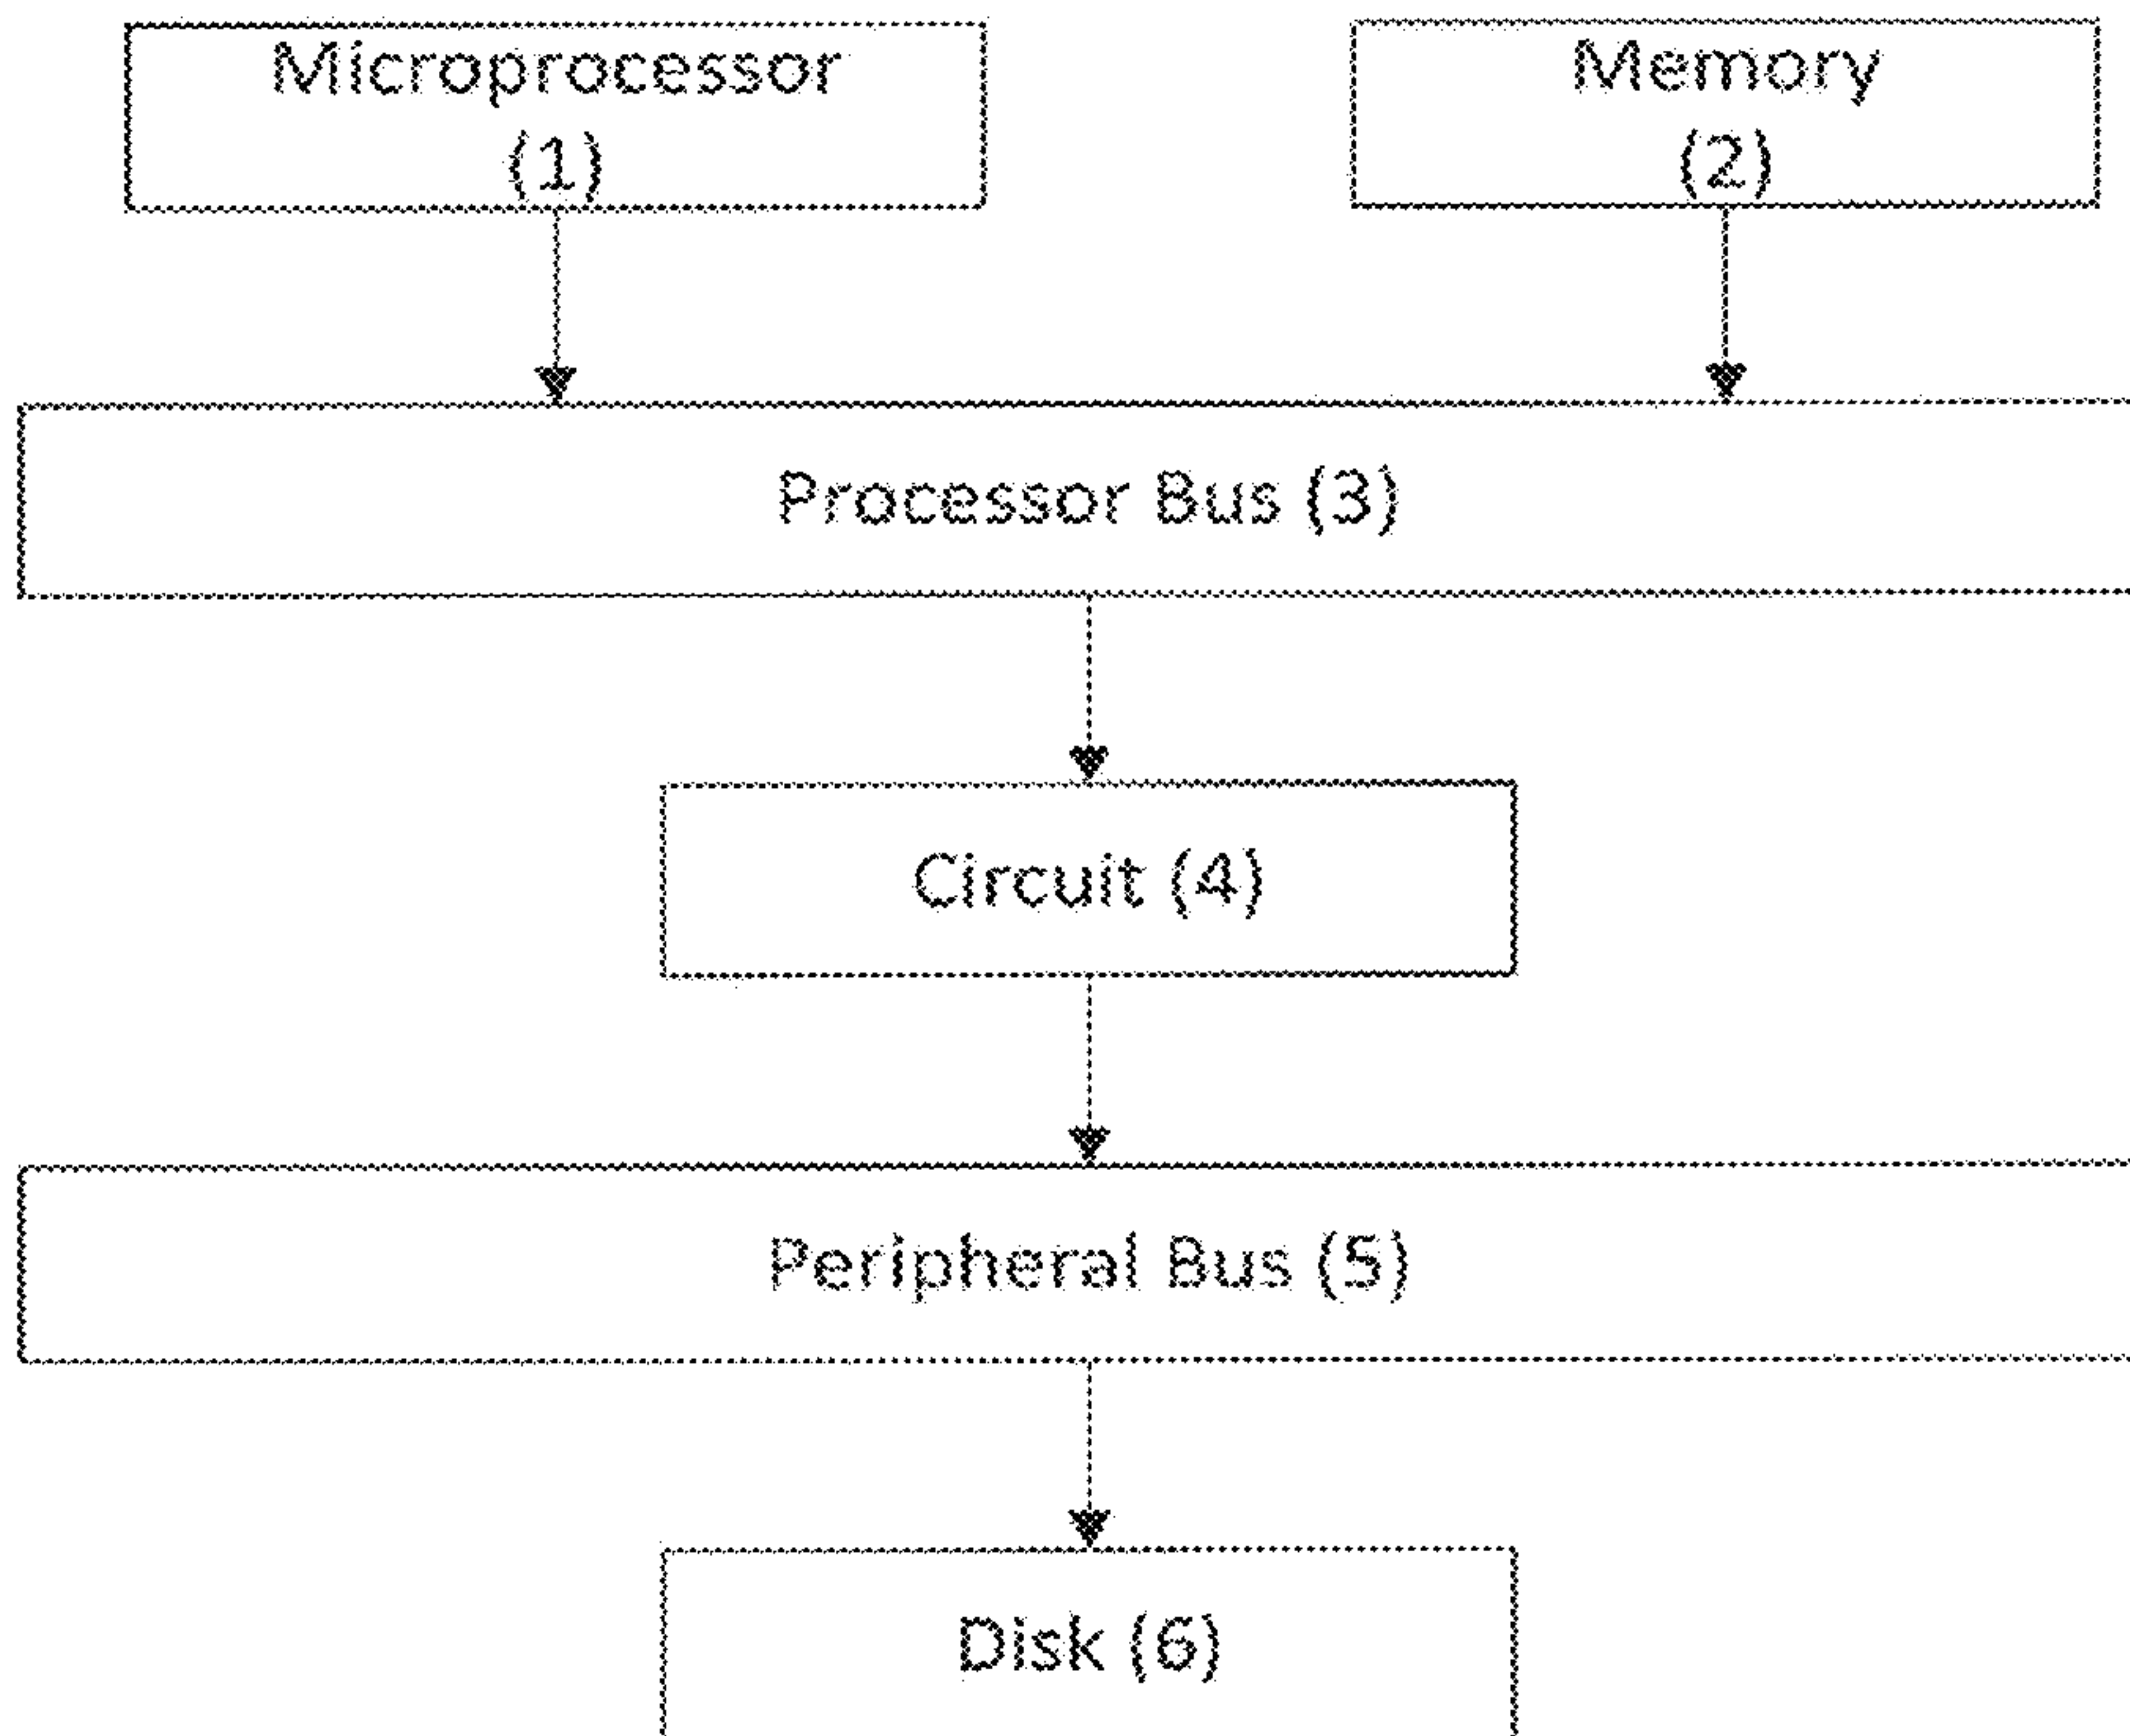 Microprocessor
(1)
Memory
(2)
Processor Bus (3)
Circuit (4)
Peripheral Bus (5)
Disk (6)